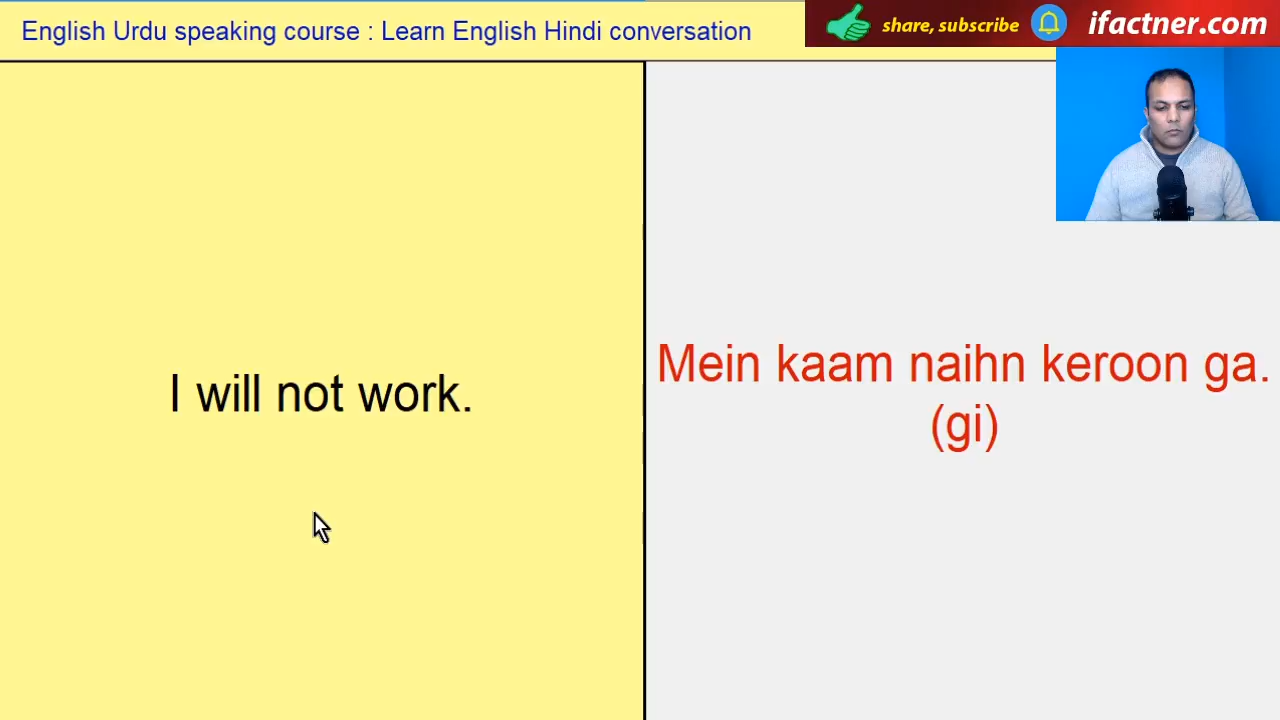 English Urdu speaking course : Learn English Hindi conversation
share, subscribe
ifactner.com
I will not work.
Mein kaam naihn keroon ga.
(gi)